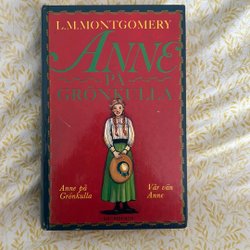 L.M.MONTGOMERY
ANNE
PÅ
GRÖNKULLA
Anne på
Grönkulla
Vår vän
Anne